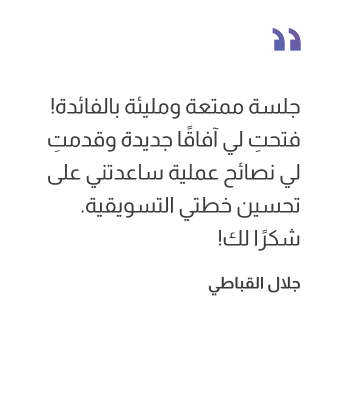 جلسة ممتعة ومليئة بالفائدة!
فتحتِ لي آفاقًا جديدة وقدمتِ
لي نصائح عملية ساعدتني على
تحسين خطتي التسويقية.
شكرًا لك!
جلال القباطي